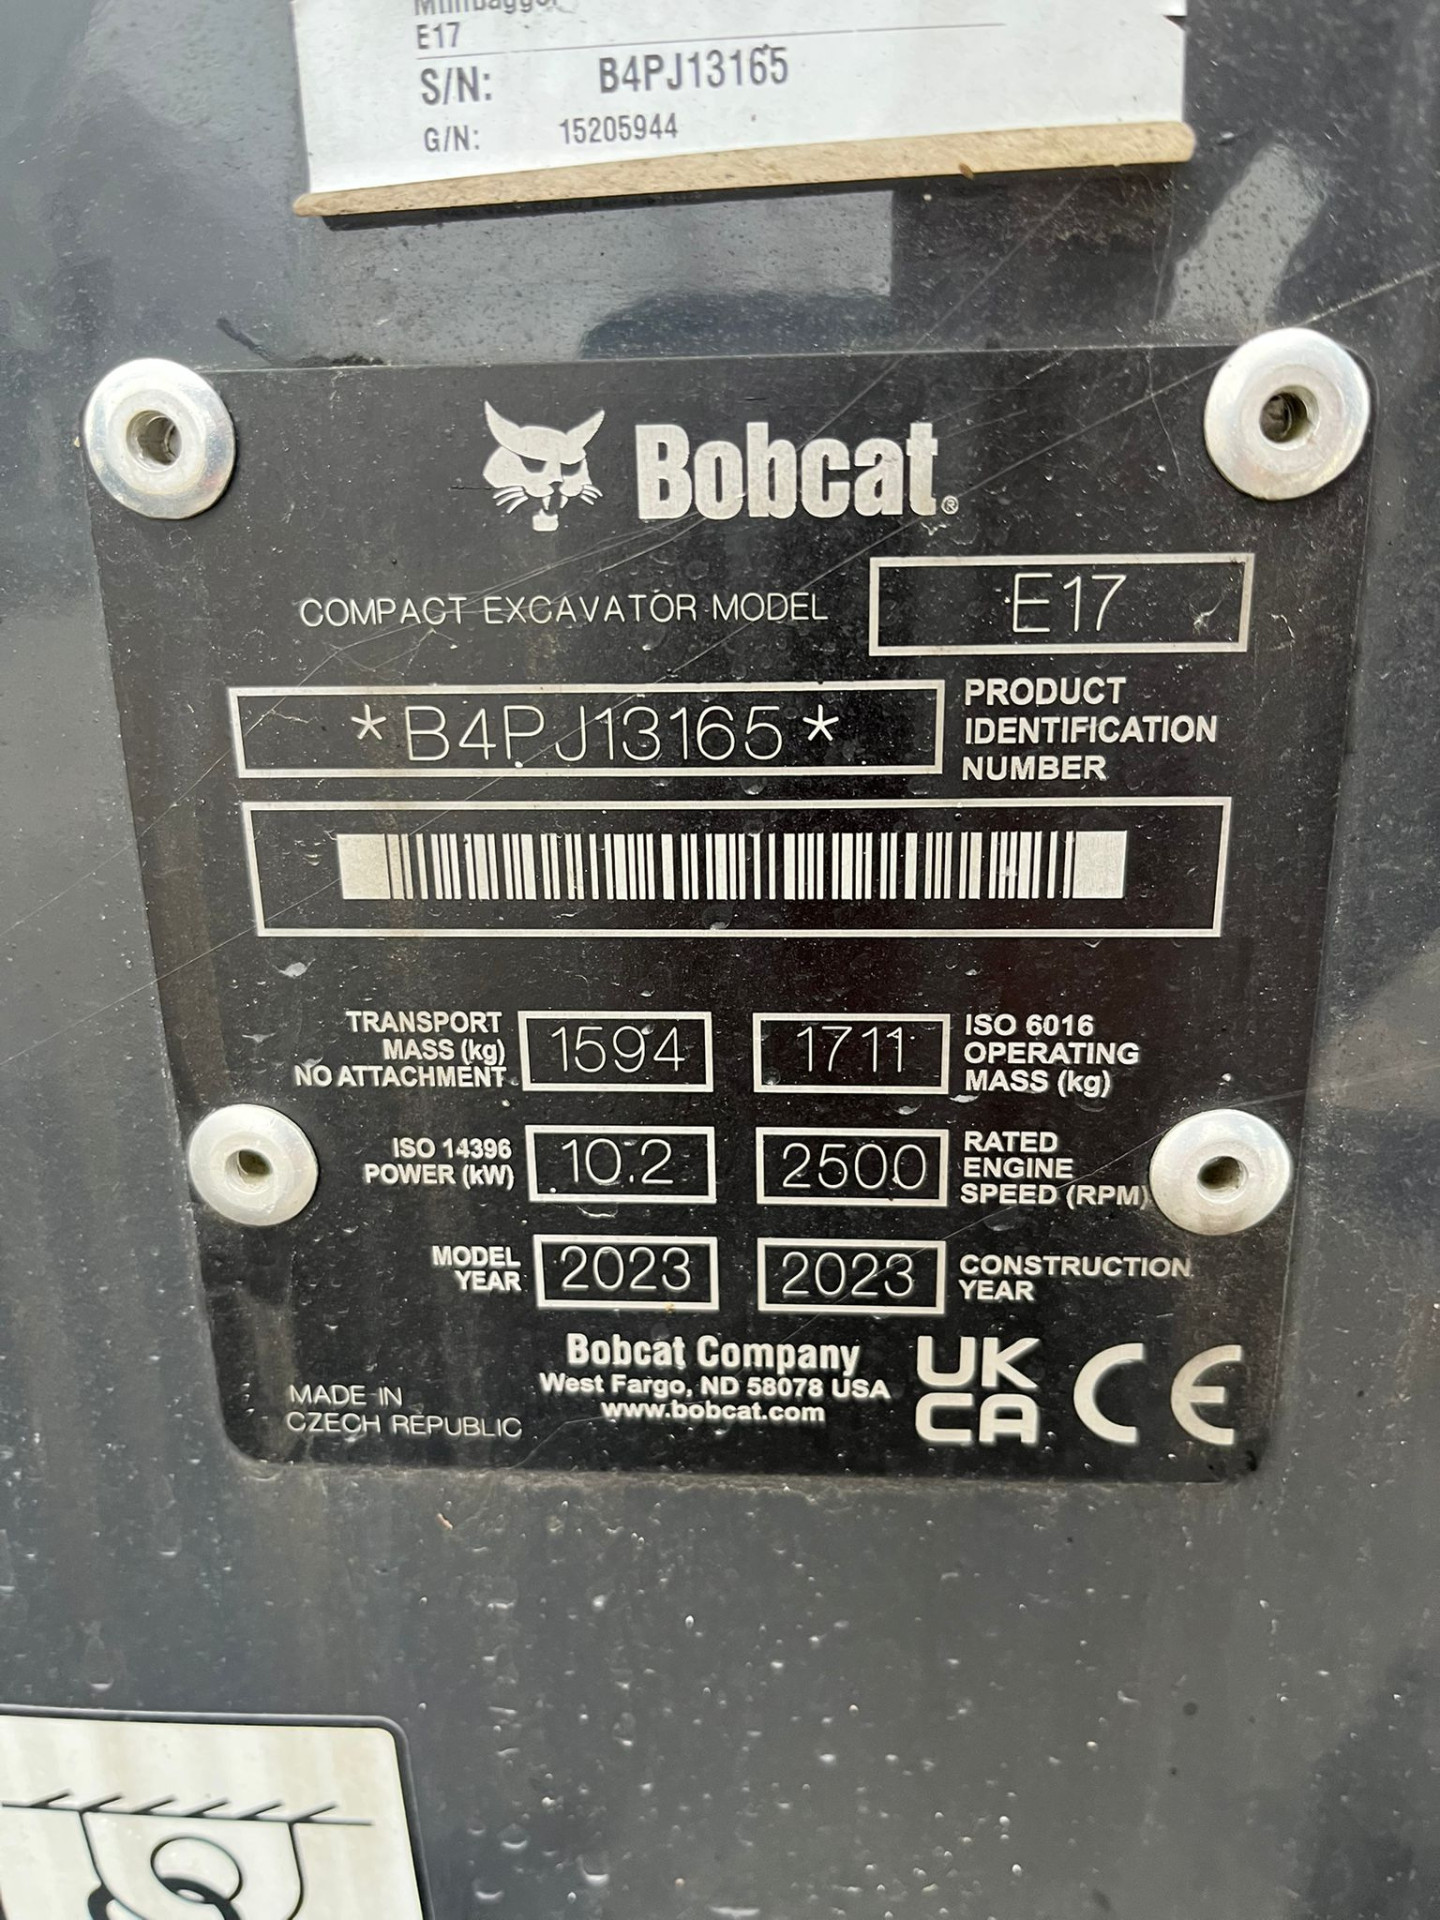 E17
S/N: B4PJ13165
G/N: 15205944
Bobcat®
COMPACT EXCAVATOR MODEL E17
*B4PJ13165* PRODUCT
IDENTIFICATION
NUMBER
TRANSPORT
MASS (kg)
NO ATTACHMENT
1594
1711
ISO 6016
OPERATING
MASS (kg)
ISO 14396
POWER (kW)
10.2
2500
RATED
ENGINE
SPEED (RPM)
MODEL
YEAR
2023
2023
CONSTRUCTION
YEAR
MADE IN
CZECH REPUBLIC
Bobcat Company
West Fargo, ND 58078 USA
www.bobcat.com
UK
CA
CE